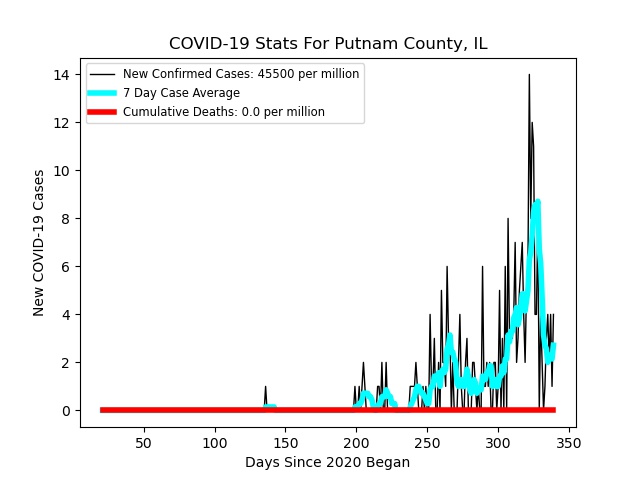 COVID-19 Stats For Putnam County, IL
New Confirmed Cases: 45500 per million
7 Day Case Average
Cumulative Deaths: 0.0 per million
New COVID-19 Cases
14
12
10
8
6
4
2
0
50
100
150
200
250
300
350
Days Since 2020 Began